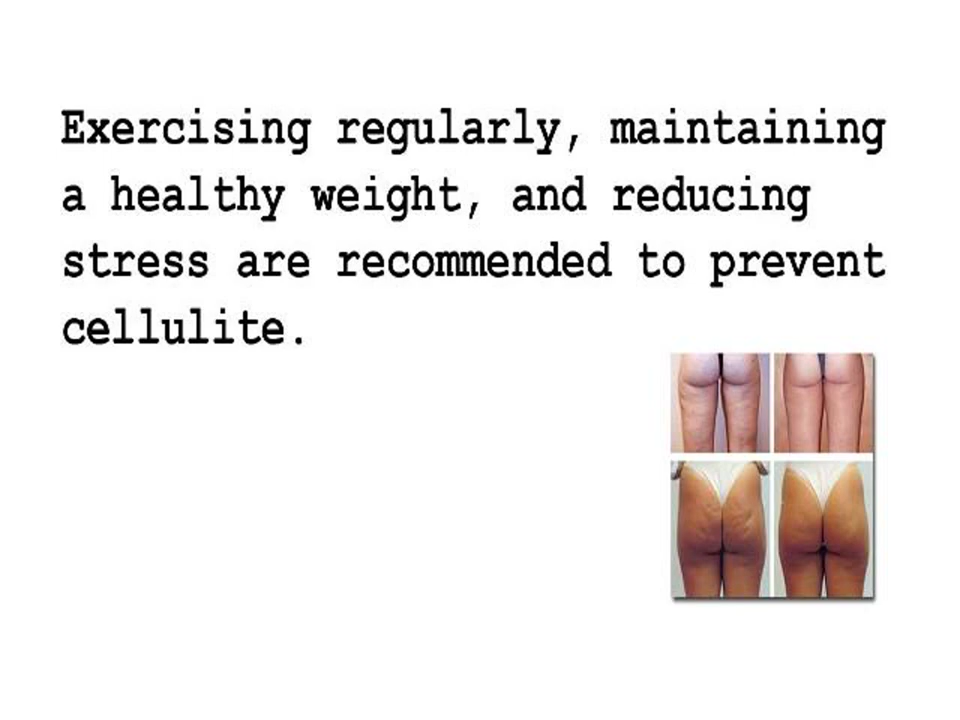 Exercising regularly, maintaining
a healthy weight, and reducing
stress are recommended to prevent
cellulite.